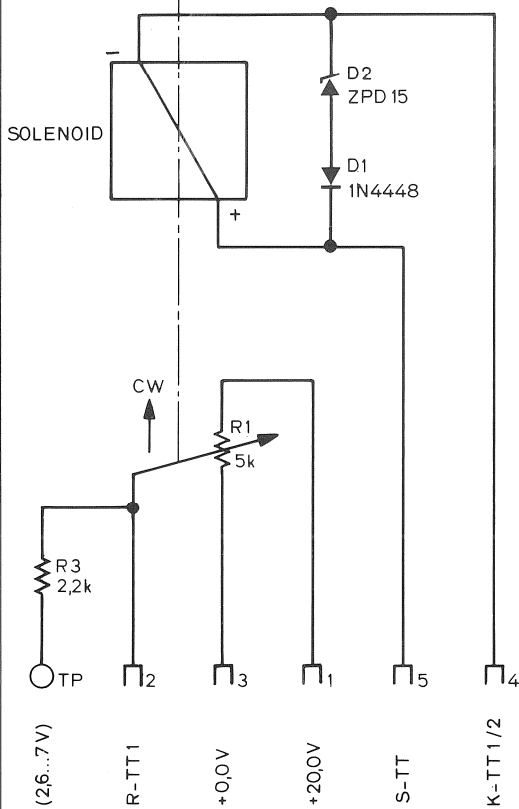 −
D2
ZPD 15
SOLENOID
D1
1N4448
+
CW
R1
5k
R3
2,2k
TP
2
3
1
5
4
(2,6...7V)
R-TT1
+0,0V
+20,0V
S-TT
K-TT1/2